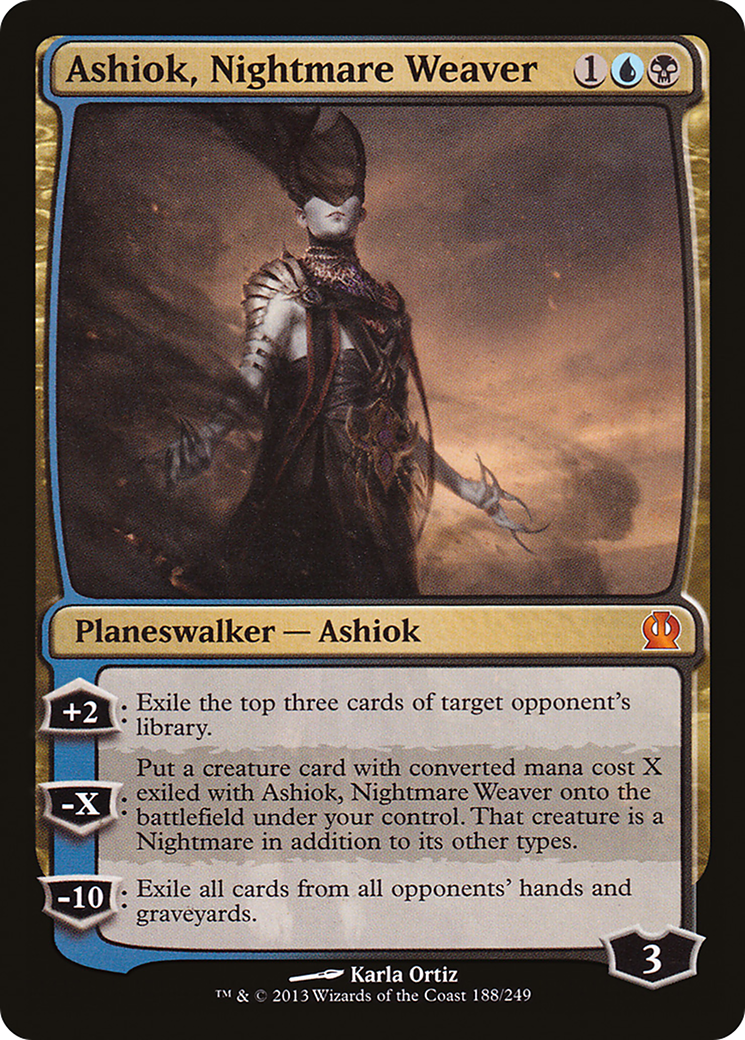 Ashiok, Nightmare Weaver 1
Planeswalker — Ashiok
+2: Exile the top three cards of target opponent's
library.
Put a creature card with converted mana cost X
-X: exiled with Ashiok, Nightmare Weaver onto the
battlefield under your control. That creature is a
Nightmare in addition to its other types.
-10: Exile all cards from all opponents' hands and
graveyards.
3
Karla Ortiz
™ & © 2013 Wizards of the Coast 188/249